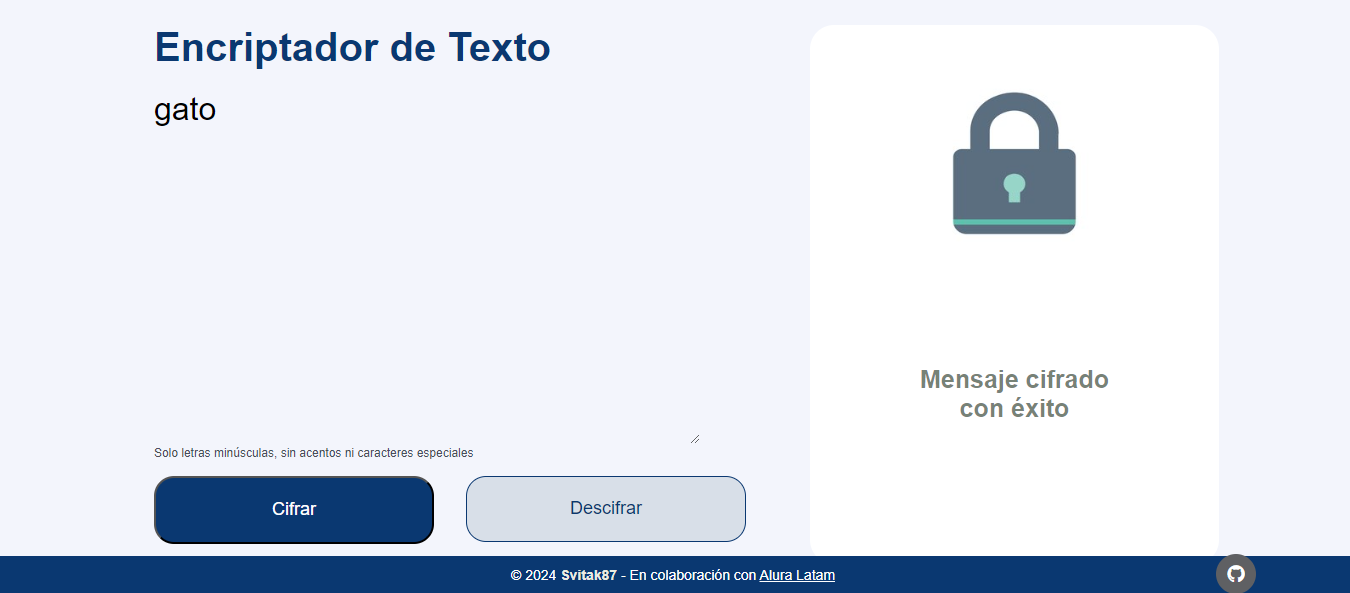 Encriptador de Texto
gato
Mensaje cifrado
con éxito
Solo letras minúsculas, sin acentos ni caracteres especiales
Cifrar
Descifrar
© 2024 Svitak87 - En colaboración con Alura Latam